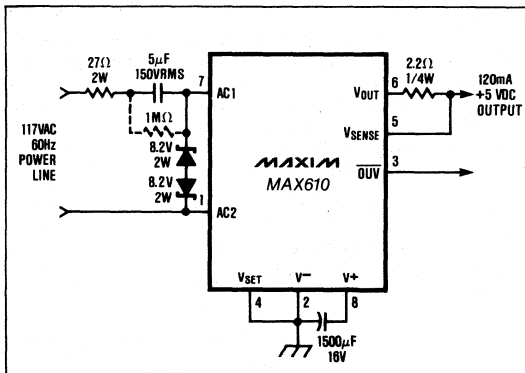 27Ω
2W
5μF
150VRMS
7
AC1
1MΩ
8.2V
2W
8.2V
2W
117VAC
60Hz
POWER
LINE
1
AC2
MAXIM
MAX610
VOUT
6
2.2Ω
1/4W
120mA
+5 VDC
OUTPUT
5
VSENSE
3
OUV
VSET
V−
V+
4
2
8
1500μF
16V